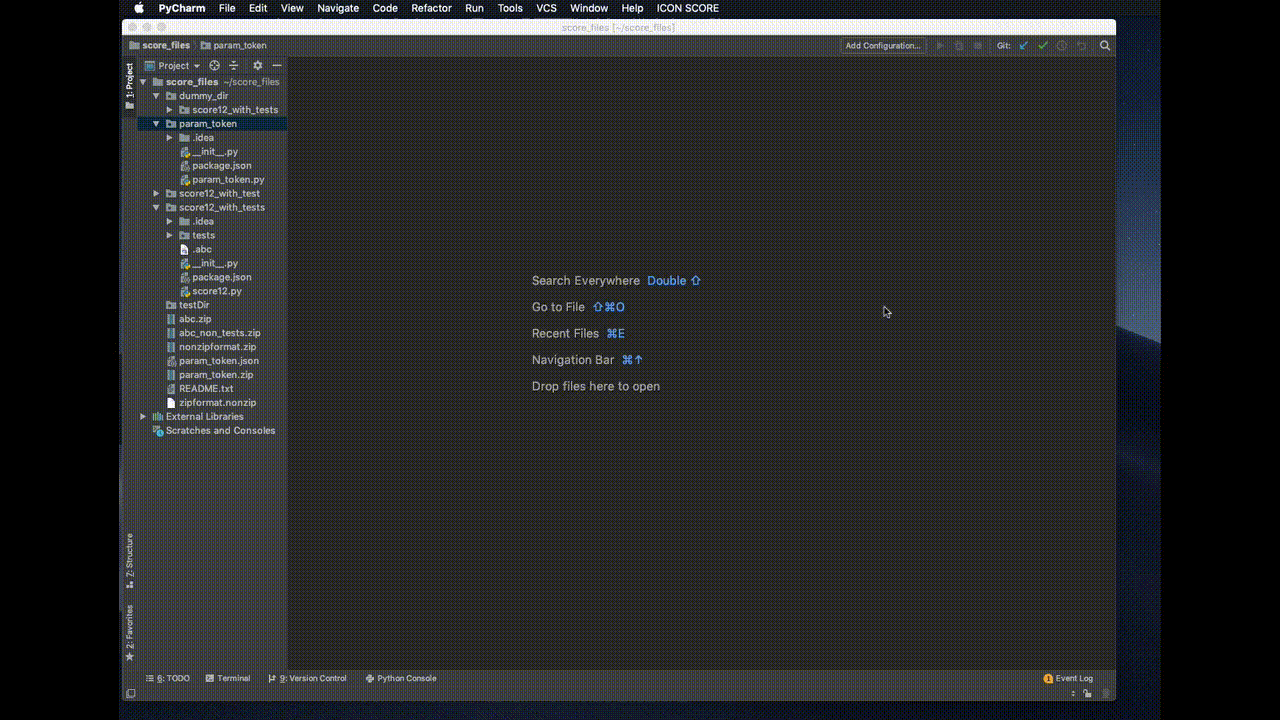 PyCharm File Edit View Navigate Code Refactor Run Tools VCS Window Help ICON SCORE
score_files [~/score_files]
score_files param_token Add Configuration... Git:
1: Project
Project
score_files ~/score_files
dummy_dir
score12_with_tests
param_token
.idea
__init__.py
package.json
param_token.py
score12_with_test
score12_with_tests
.idea
tests
.abc
__init__.py
package.json
score12.py
testDir
abc.zip
abc_non_tests.zip
nonzipformat.zip
param_token.json
param_token.zip
README.txt
zipformat.nonzip
External Libraries
Scratches and Consoles
Search Everywhere Double ⇧
Go to File ⇧⌘O
Recent Files ⌘E
Navigation Bar ⌘↑
Drop files here to open
7: Structure
2: Favorites
6: TODO Terminal 9: Version Control Python Console 1 Event Log